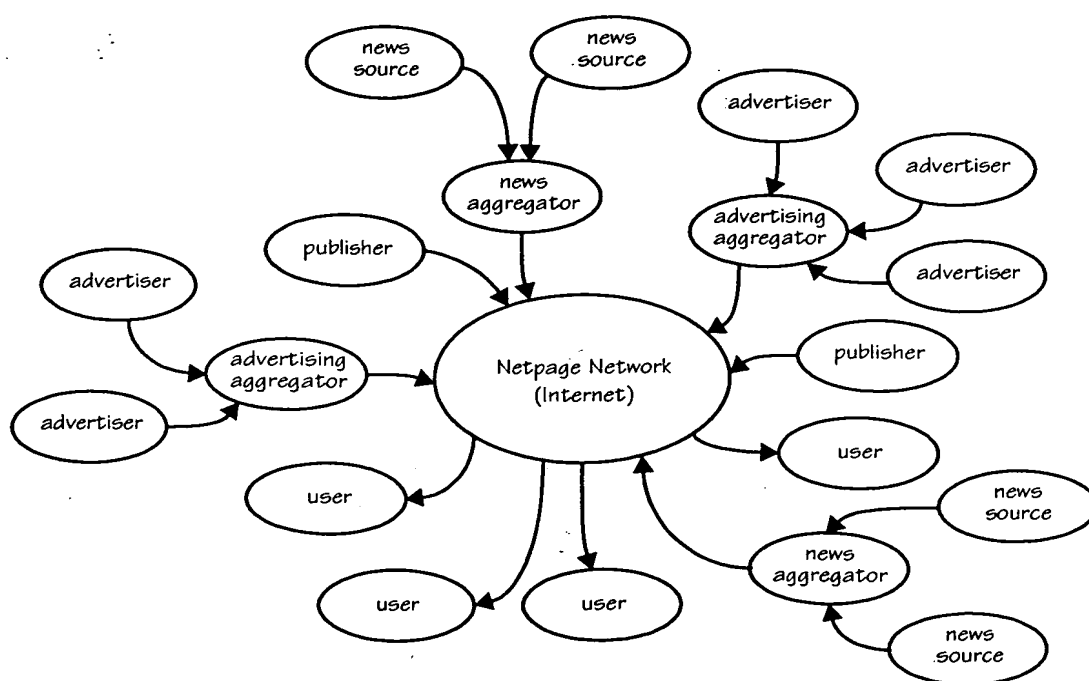 news
source
news
source
advertiser
news
aggregator
advertiser
advertising
aggregator
publisher
advertiser
advertiser
Netpage Network
(Internet)
publisher
advertising
aggregator
advertiser
user
user
news
source
news
aggregator
user
user
news
source